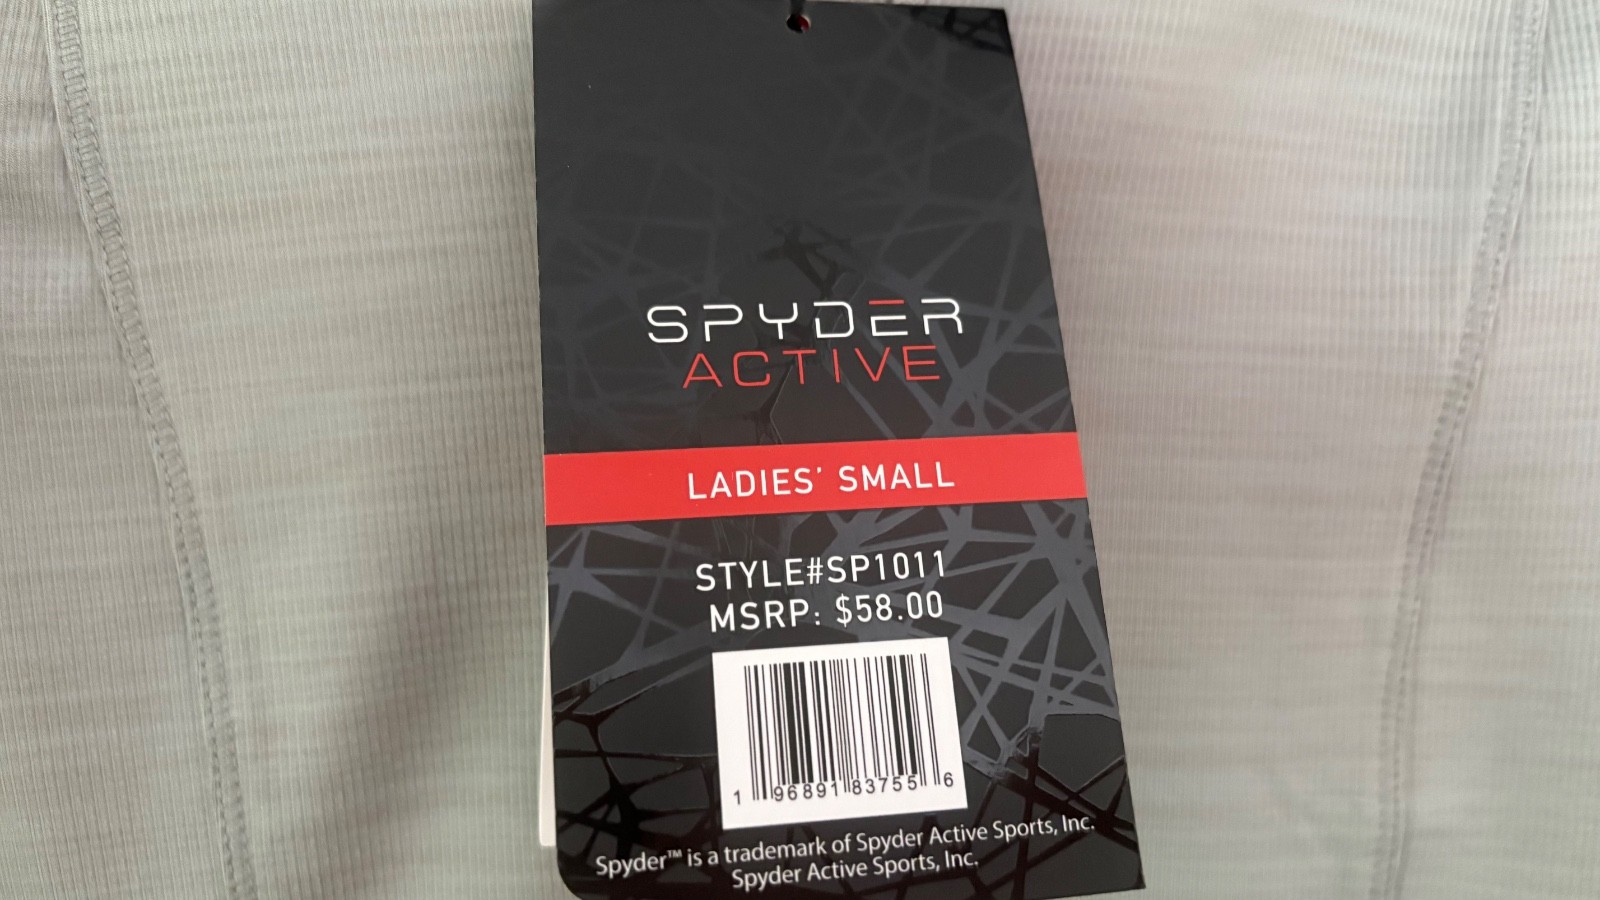 SPYDER
ACTIVE
LADIES' SMALL
STYLE#SP1011
MSRP: $58.00
1 96891 83755 6
Spyder™ is a trademark of Spyder Active Sports, Inc.
Spyder Active Sports, Inc.